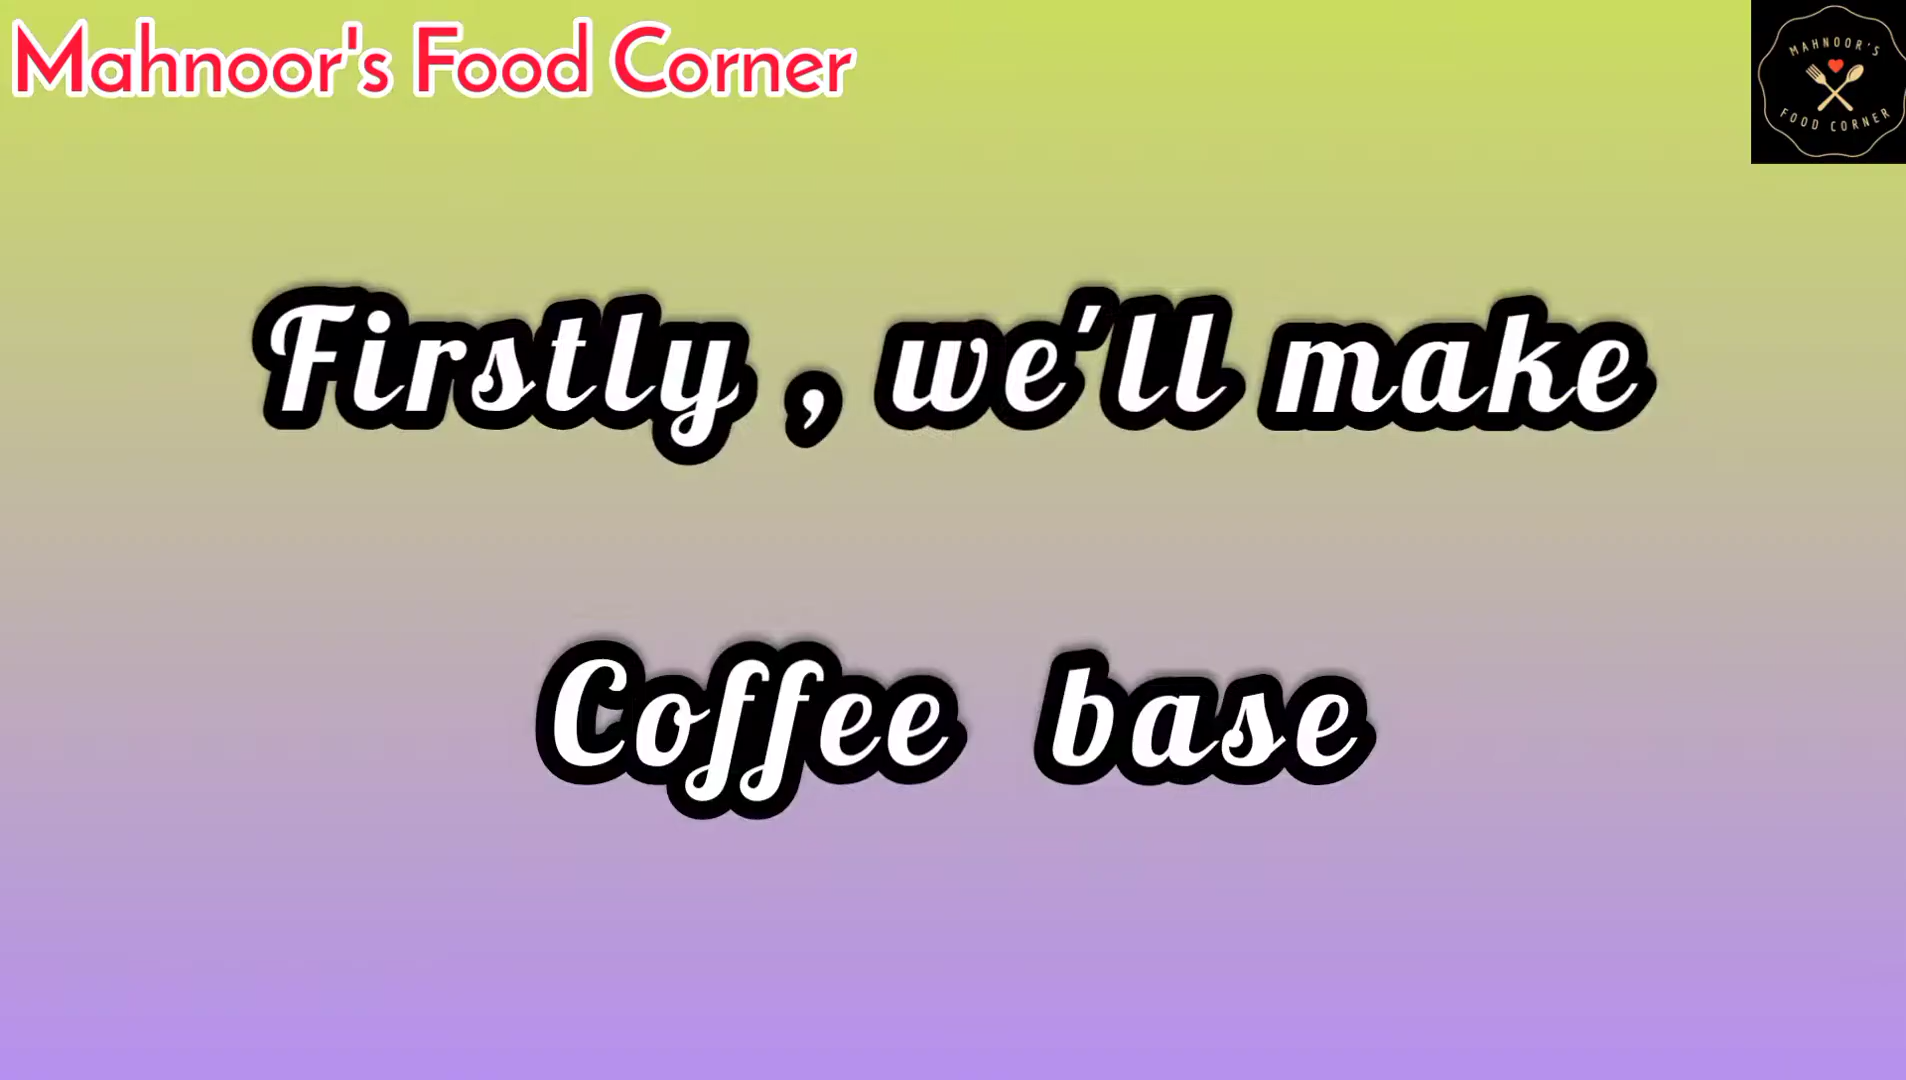 Mahnoor's Food Corner
MAHNOOR'S
FOOD CORNER
Firstly , we'll make
Coffee base